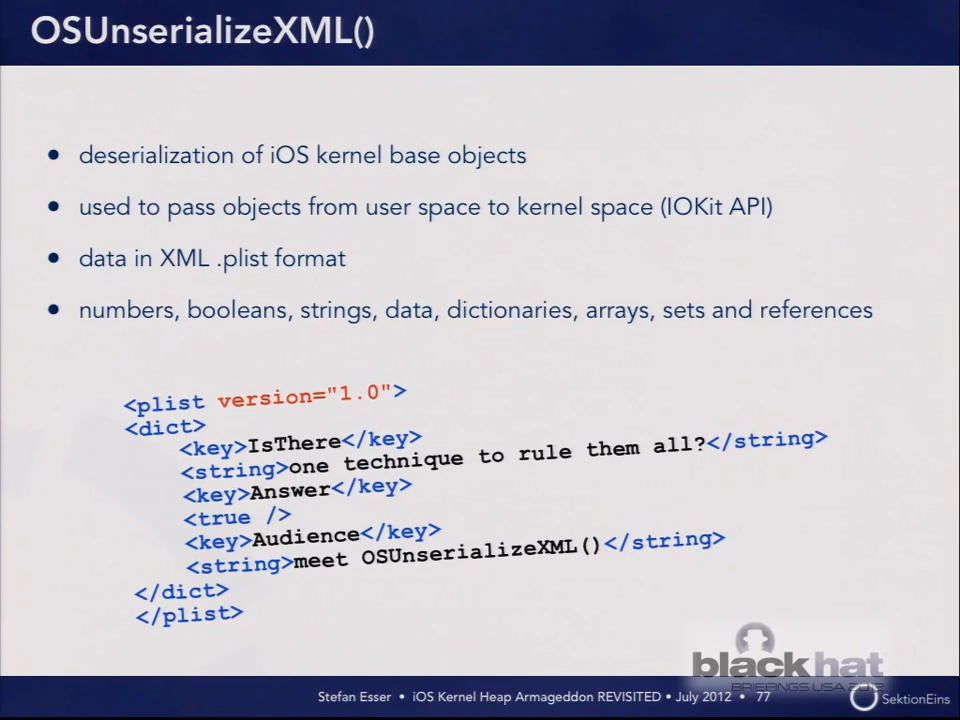 OSUnserializeXML()
• deserialization of iOS kernel base objects
• used to pass objects from user space to kernel space (IOKit API)
• data in XML .plist format
• numbers, booleans, strings, data, dictionaries, arrays, sets and references
<plist version="1.0">
<dict>
<key>IsThere</key>
<string>one technique to rule them all?</string>
<key>Answer</key>
<true />
<key>Audience</key>
<string>meet OSUnserializeXML()</string>
</dict>
</plist>
black hat
BRIEFINGS USA 2012
Stefan Esser • iOS Kernel Heap Armageddon REVISITED • July 2012 • 77
SektionEins